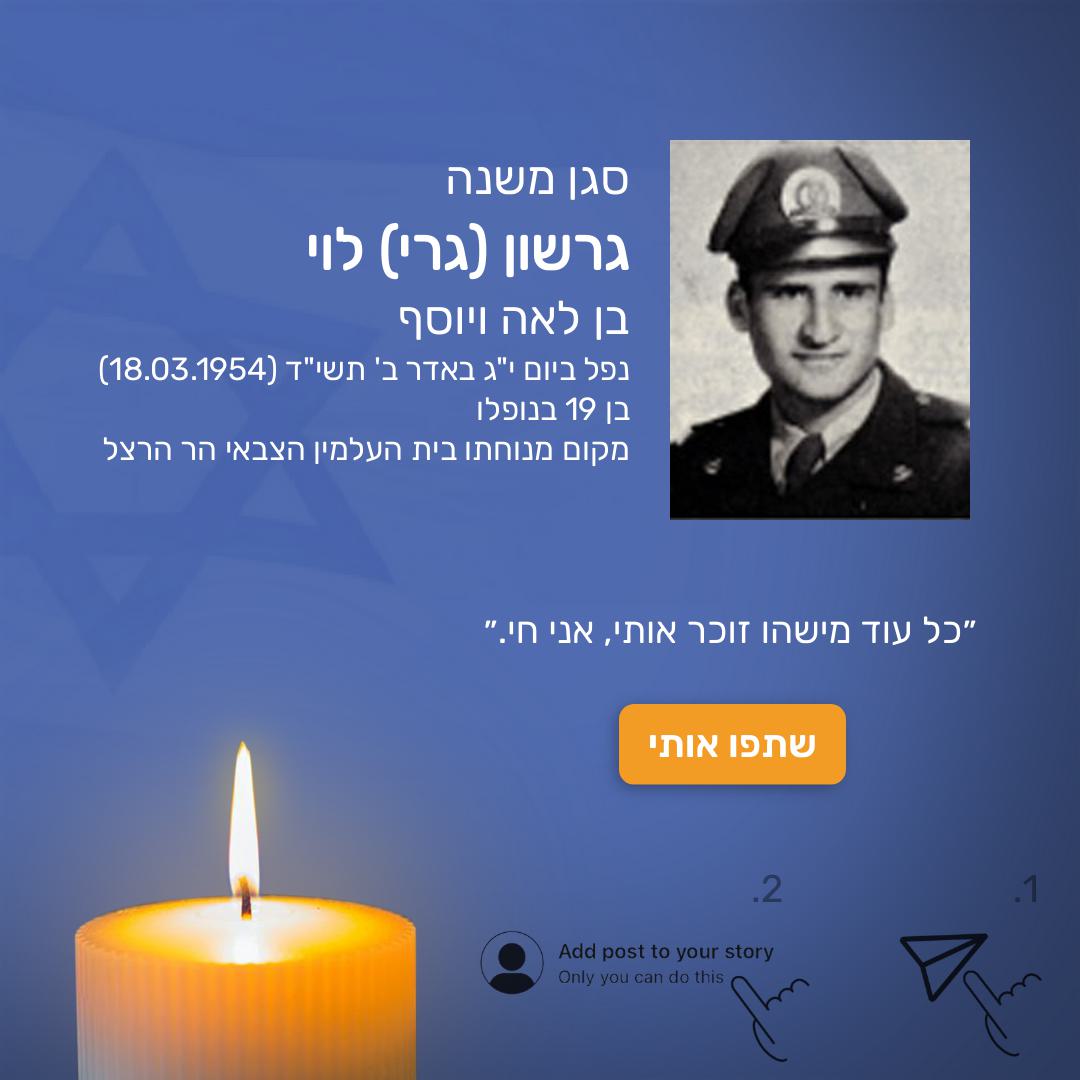 סגן משנה
גרשון (גרי) לוי
בן לאה ויוסף
נפל ביום י"ג באדר ב' תשי"ד (18.03.1954)
בן 19 בנופלו
מקום מנוחתו בית העלמין הצבאי הר הרצל
״כל עוד מישהו זוכר אותי, אני חי.״
שתפו אותי
1.
2.
Add post to your story
Only you can do this